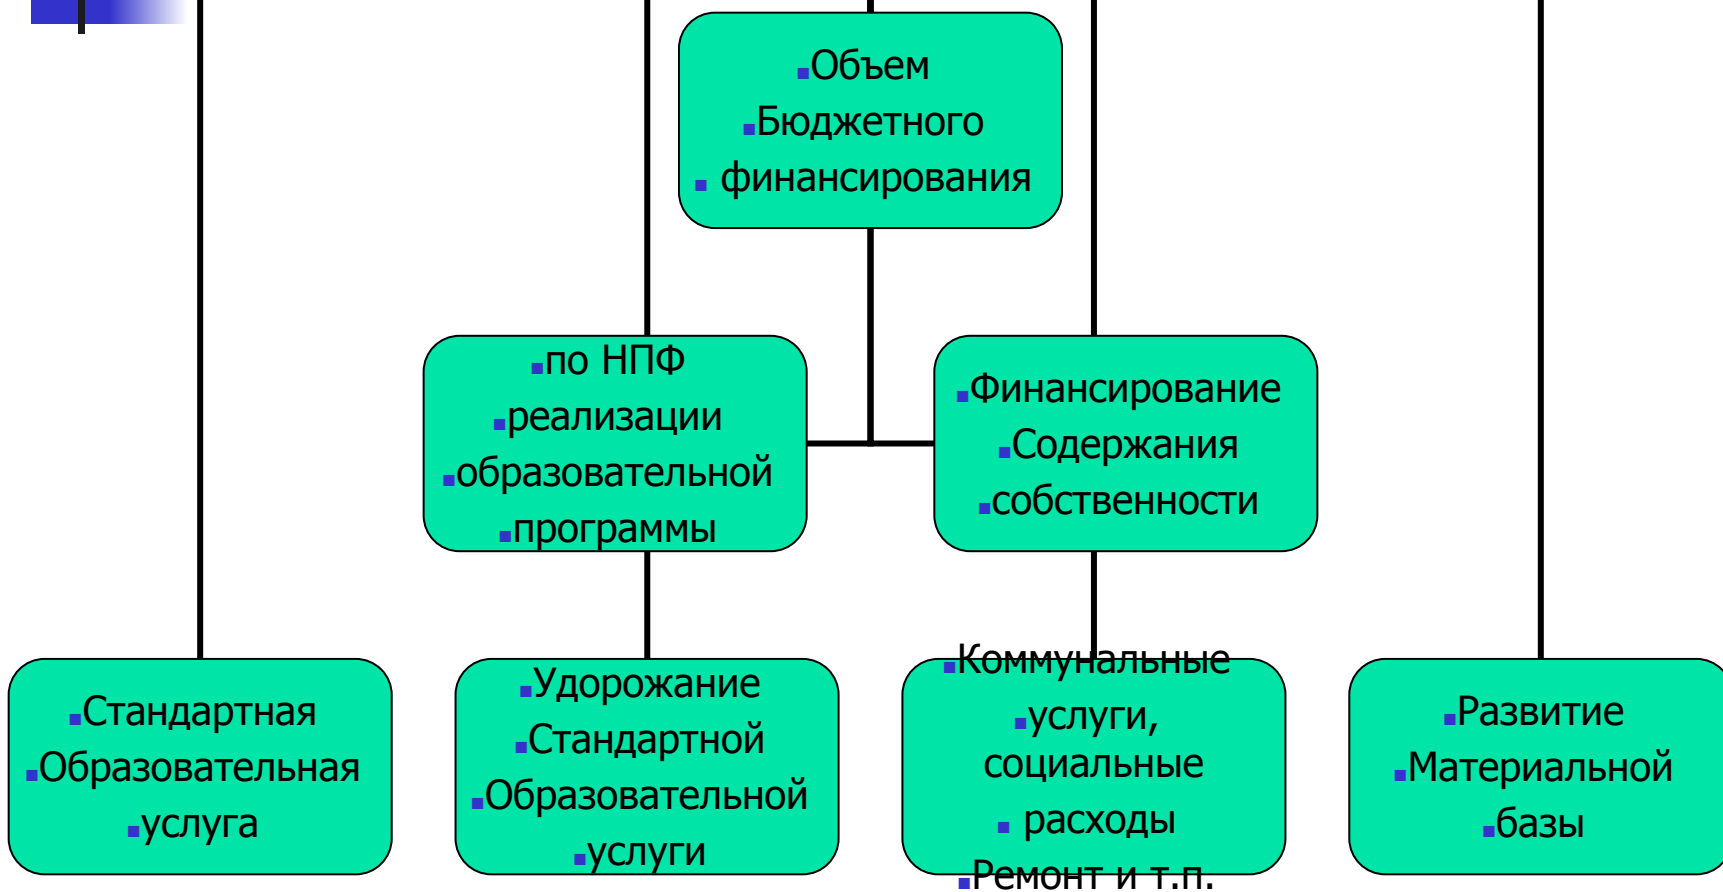 Объем
Бюджетного
финансирования
по НПФ
реализации
образовательной
программы
Финансирование
Содержания
собственности
Стандартная
Образовательная
услуга
Удорожание
Стандартной
Образовательной
услуги
Коммунальные
услуги,
социальные
расходы
Ремонт и т.п.
Развитие
Материальной
базы